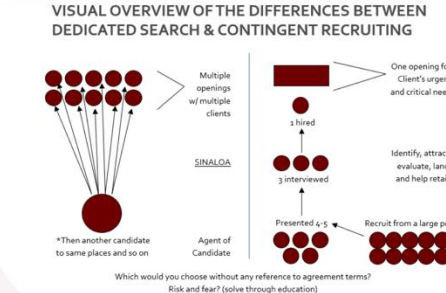 VISUAL OVERVIEW OF THE DIFFERENCES BETWEEN
DEDICATED SEARCH & CONTINGENT RECRUITING
Multiple
openings
w/ multiple
clients
SINALOA
Agent of
Candidate
*Then another candidate
to same places and so on
One opening fo
Client's urgen
and critical nee
1 hired
Identify, attrac
evaluate, land
and help retai
3 interviewed
Presented 4-5
Recruit from a large po
Which would you choose without any reference to agreement terms?
Risk and fear? (solve through education)